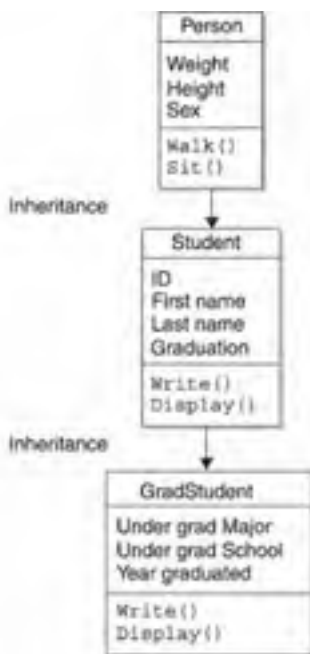 Person
Weight
Height
Sex
Walk()
Sit()
Inheritance
Student
ID
First name
Last name
Graduation
Write()
Display()
Inheritance
GradStudent
Under grad Major
Under grad School
Year graduated
Write()
Display()